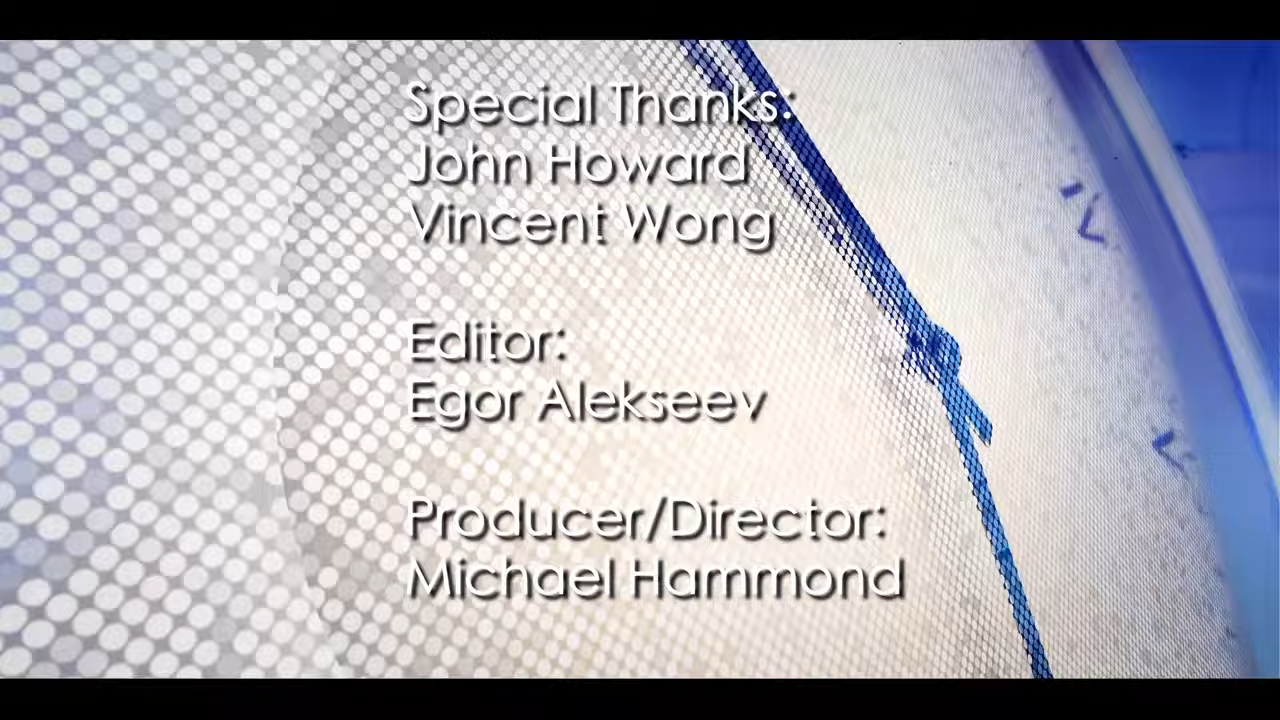 Special Thanks:
John Howard
Vincent Wong
Editor:
Egor Alekseev
Producer/Director:
Michael Hammond